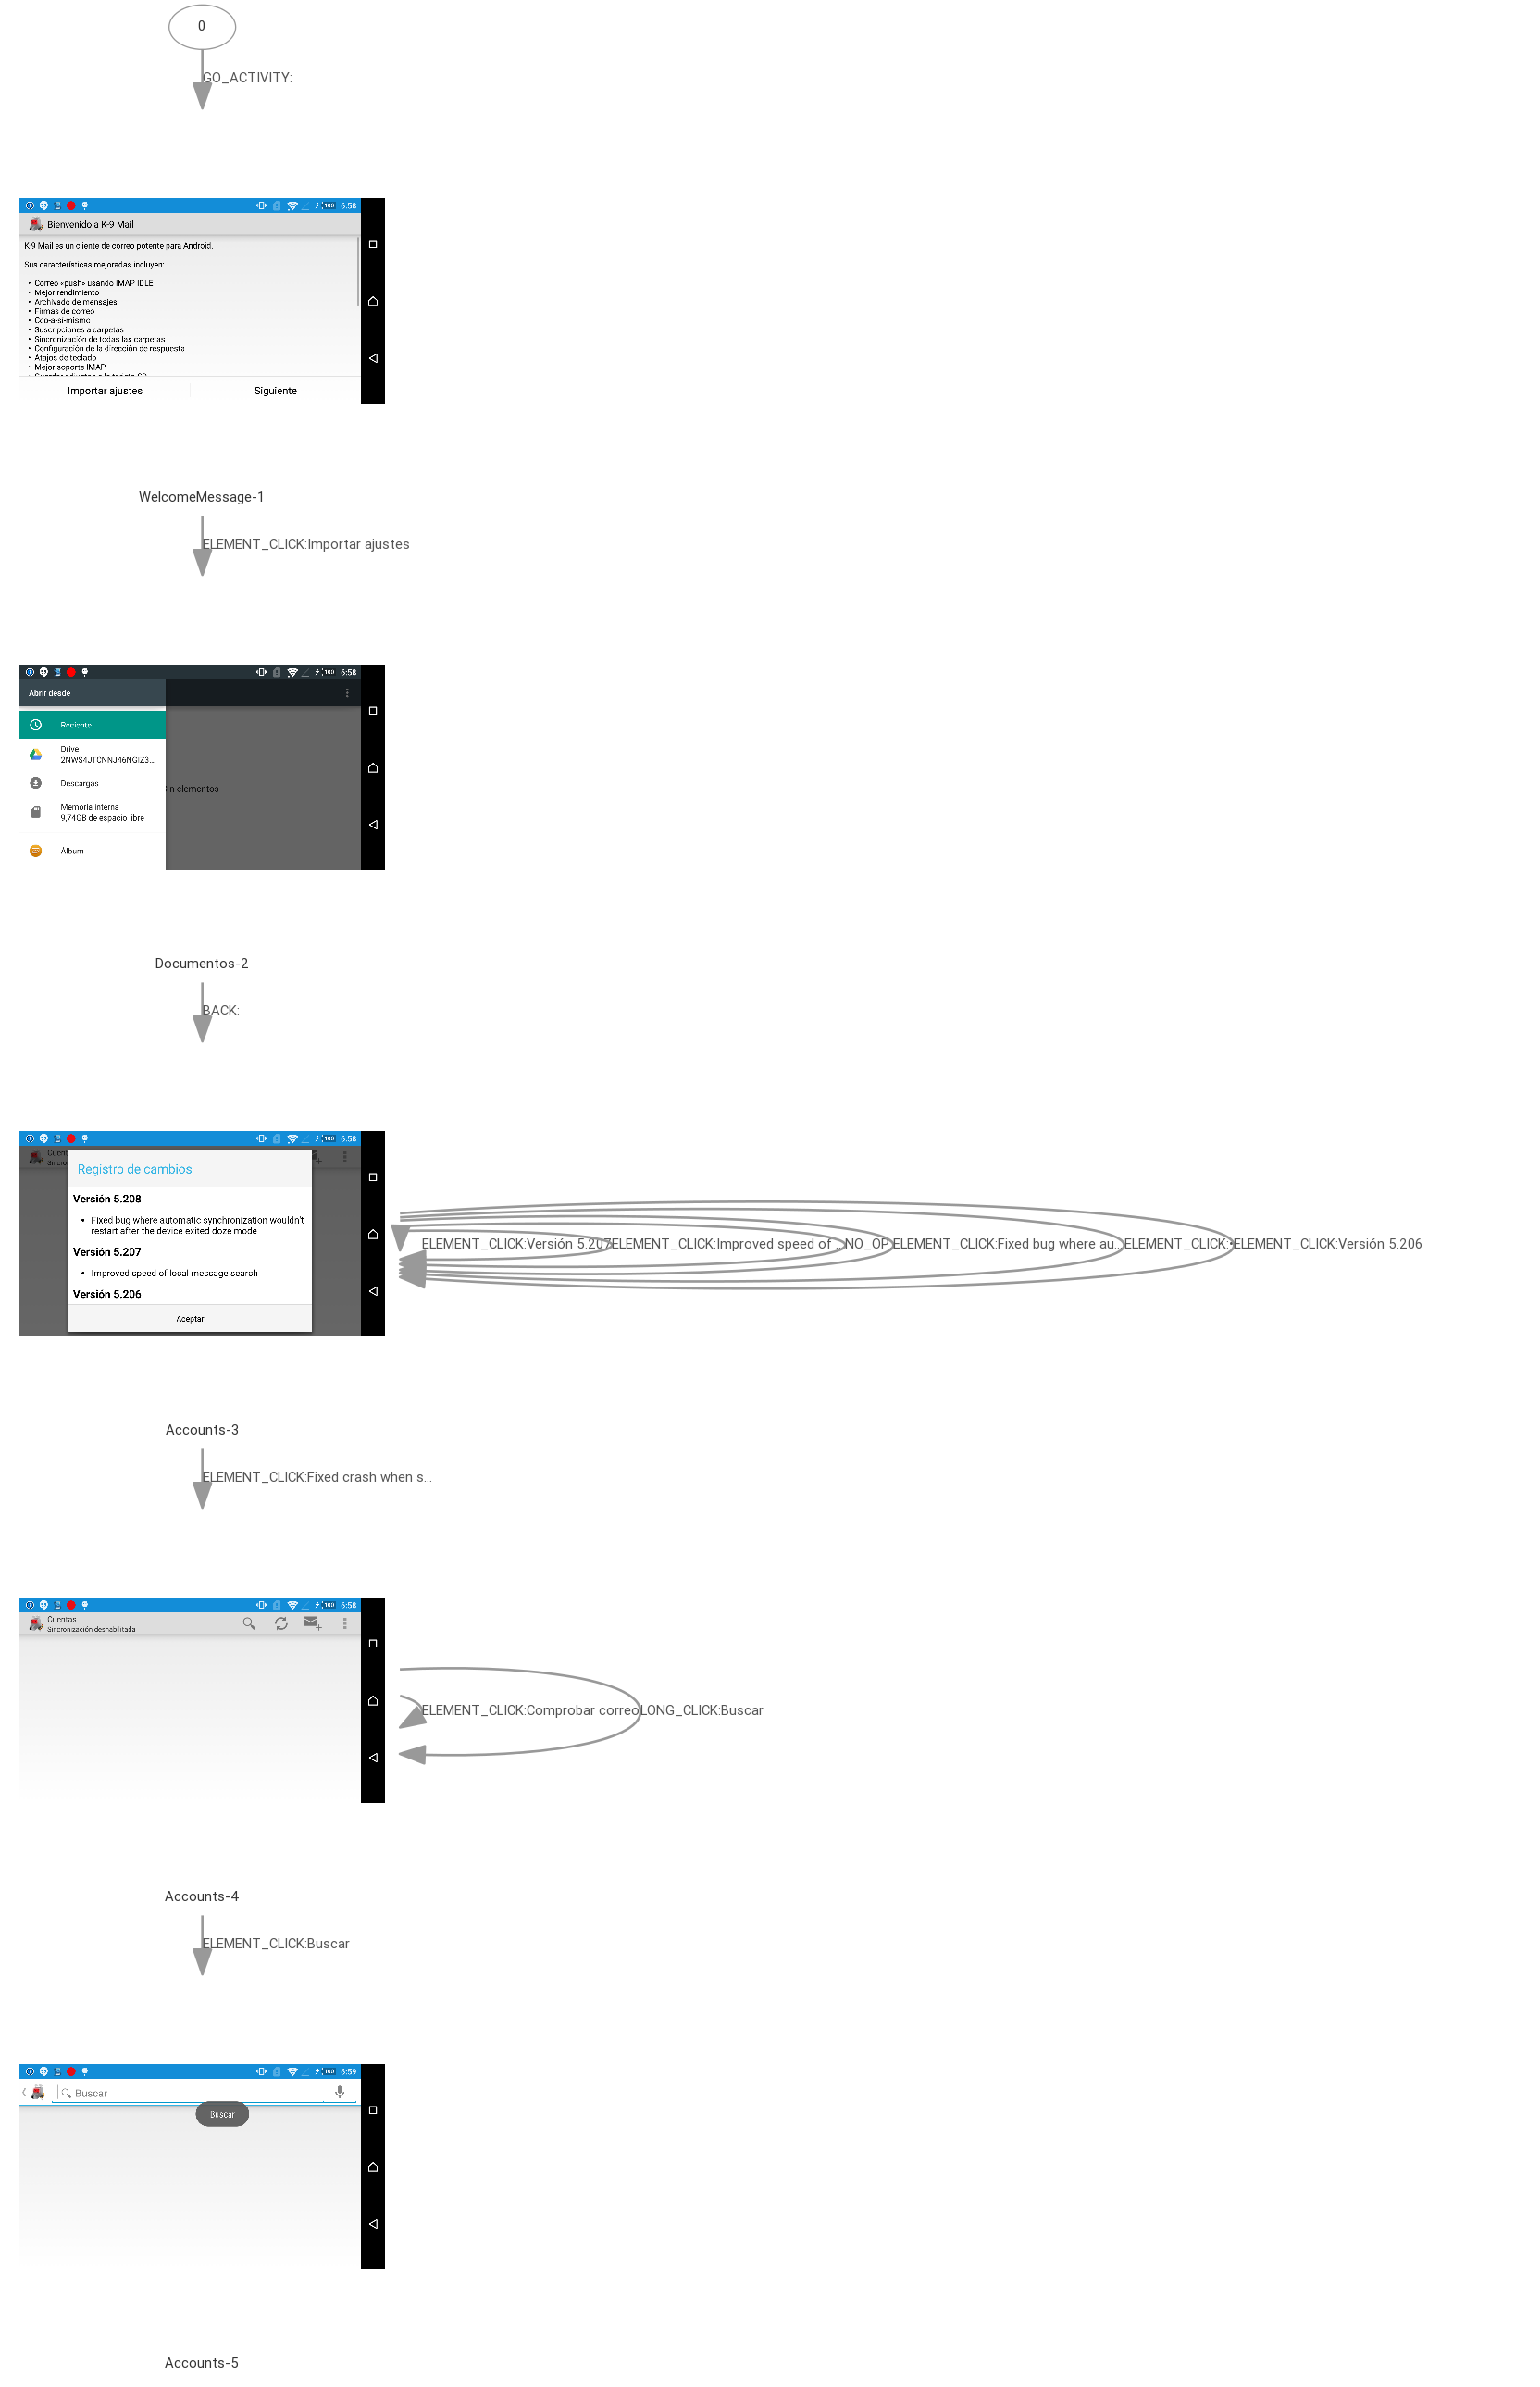 0
GO_ACTIVITY:
6:58
Bienvenido a K-9 Mail
K-9 Mail es un cliente de correo potente para Android.
Sus características mejoradas incluyen:
• Correo «push» usando IMAP IDLE
• Mejor rendimiento
• Archivado de mensajes
• Firmas de correo
• Cco-a-sí-mismo
• Suscripciones a carpetas
• Sincronización de todas las carpetas
• Configuración de la dirección de respuesta
• Atajos de teclado
• Mejor soporte IMAP
Importar ajustes
Siguiente
WelcomeMessage-1
ELEMENT_CLICK:Importar ajustes
6:58
Abrir desde
Reciente
Drive
Descargas
Sin elementos
Memoria interna
9,74GB de espacio libre
Álbum
Documentos-2
BACK:
6:58
Registro de cambios
Versión 5.208
• Fixed bug where automatic synchronization wouldn't
restart after the device exited doze mode
Versión 5.207
• Improved speed of local message search
Versión 5.206
Aceptar
ELEMENT_CLICK:Versión 5.207
ELEMENT_CLICK:Improved speed of ...
NO_OP:
ELEMENT_CLICK:Fixed bug where au...
ELEMENT_CLICK:•
ELEMENT_CLICK:Versión 5.206
Accounts-3
ELEMENT_CLICK:Fixed crash when s...
6:58
Cuentas
Sincronización deshabilitada
ELEMENT_CLICK:Comprobar correo
LONG_CLICK:Buscar
Accounts-4
ELEMENT_CLICK:Buscar
6:59
Buscar
Buscar
Accounts-5